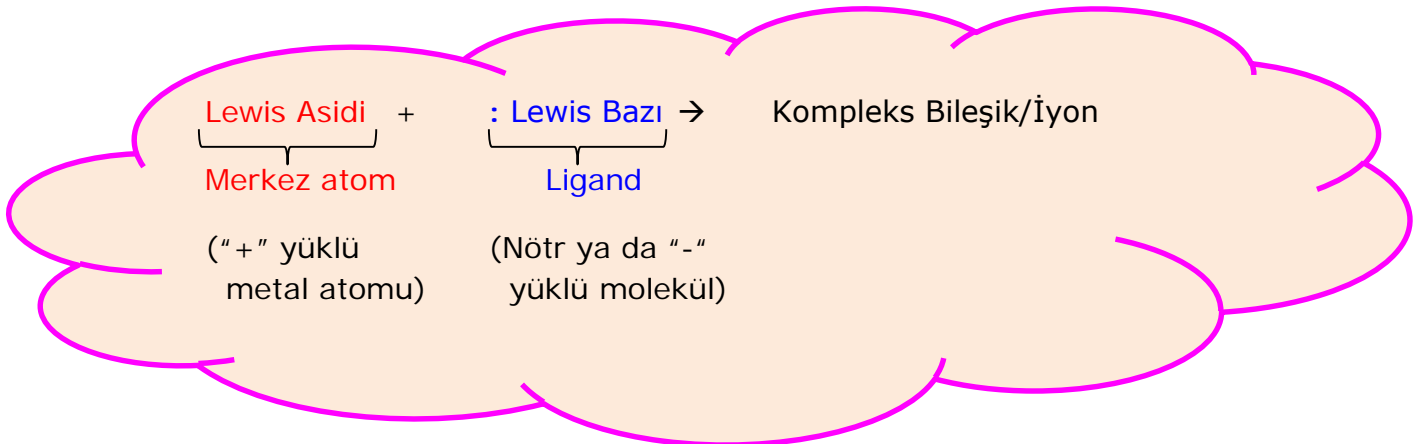 Lewis Asidi + : Lewis Bazı → Kompleks Bileşik/İyon
Merkez atom Ligand
("+" yüklü (Nötr ya da "-"
metal atomu) yüklü molekül)